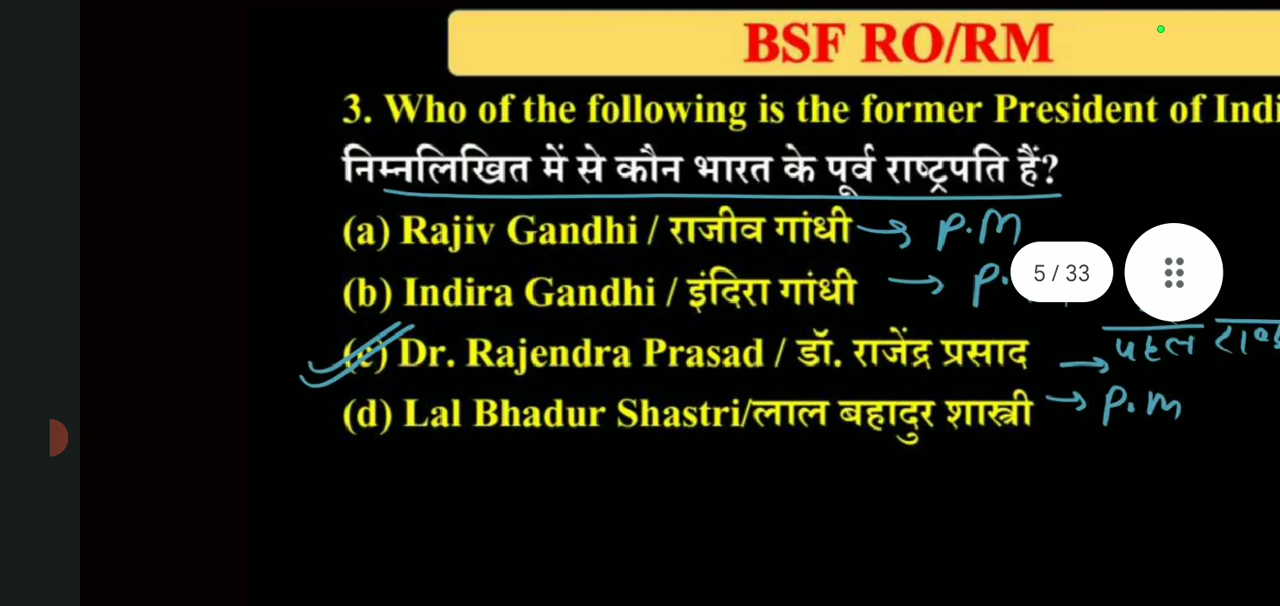 BSF RO/RM
3. Who of the following is the former President of Indi
निम्नलिखित में से कौन भारत के पूर्व राष्ट्रपति हैं?
(a) Rajiv Gandhi / राजीव गांधी → P.M
(b) Indira Gandhi / इंदिरा गांधी → P.
5 / 33
(c) Dr. Rajendra Prasad / डॉ. राजेंद्र प्रसाद →
(d) Lal Bhadur Shastri/लाल बहादुर शास्त्री → P.M